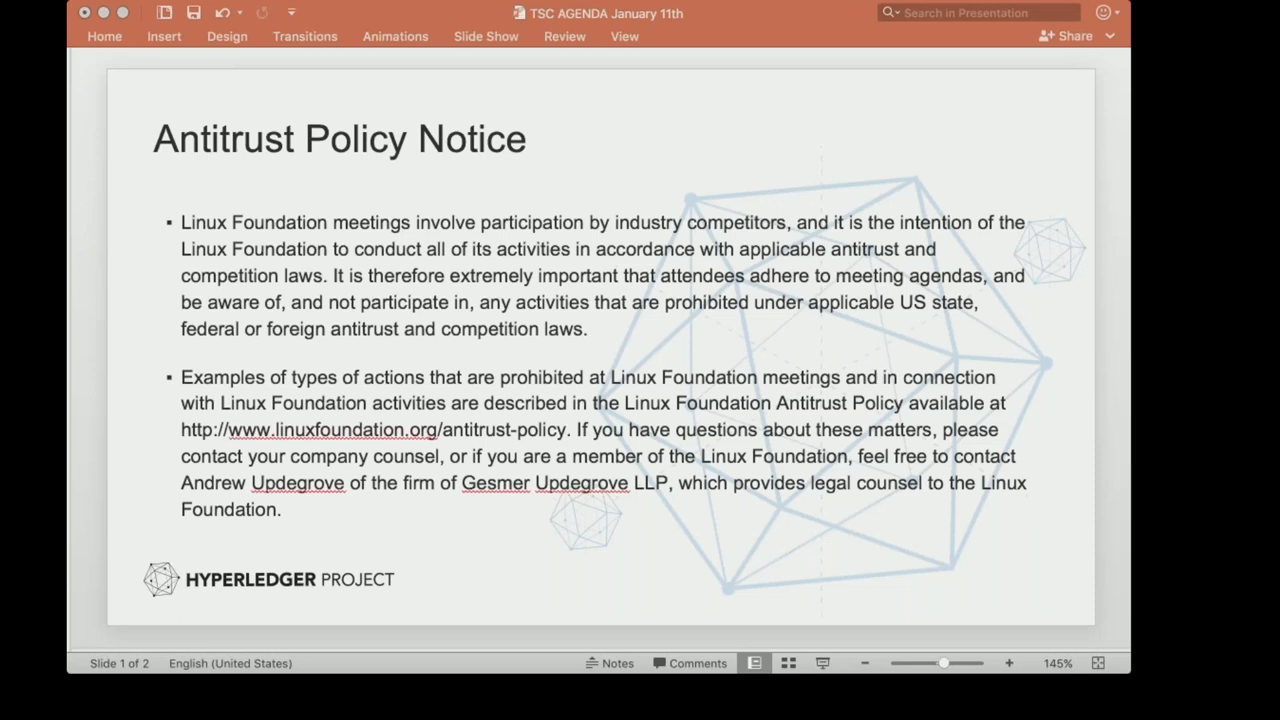 TSC AGENDA January 11th
Search in Presentation
Home Insert Design Transitions Animations Slide Show Review View Share
Antitrust Policy Notice
▪ Linux Foundation meetings involve participation by industry competitors, and it is the intention of the
Linux Foundation to conduct all of its activities in accordance with applicable antitrust and
competition laws. It is therefore extremely important that attendees adhere to meeting agendas, and
be aware of, and not participate in, any activities that are prohibited under applicable US state,
federal or foreign antitrust and competition laws.
▪ Examples of types of actions that are prohibited at Linux Foundation meetings and in connection
with Linux Foundation activities are described in the Linux Foundation Antitrust Policy available at
http://www.linuxfoundation.org/antitrust-policy. If you have questions about these matters, please
contact your company counsel, or if you are a member of the Linux Foundation, feel free to contact
Andrew Updegrove of the firm of Gesmer Updegrove LLP, which provides legal counsel to the Linux
Foundation.
HYPERLEDGER PROJECT
Slide 1 of 2 English (United States) Notes Comments 145%